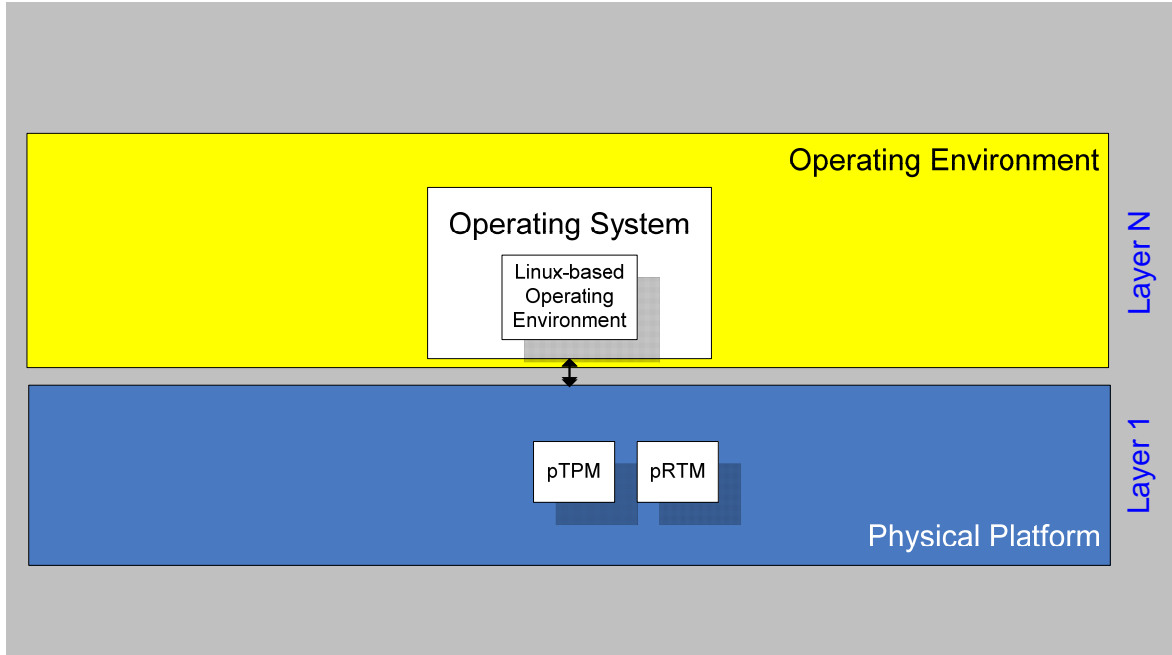 Operating Environment
Operating System
Linux-based
Operating
Environment
Layer N
pTPM
pRTM
Physical Platform
Layer 1